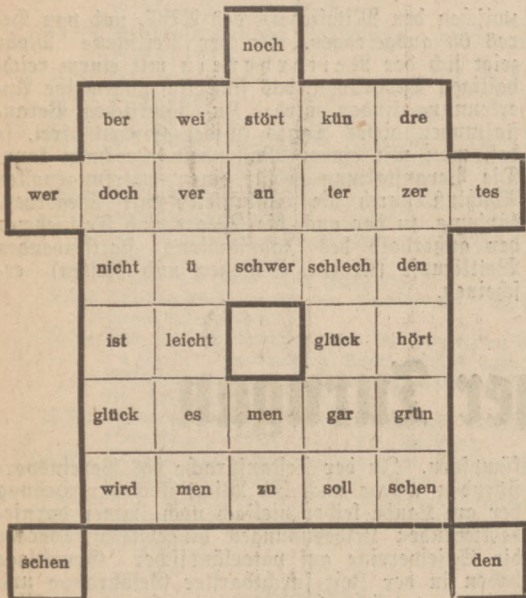 noch
ber wei stört kün dre
wer doch ver an ter zer tes
nicht ü schwer schlech den
ist leicht glück hört
glück es men gar grün
wird men zu soll schen
schen den